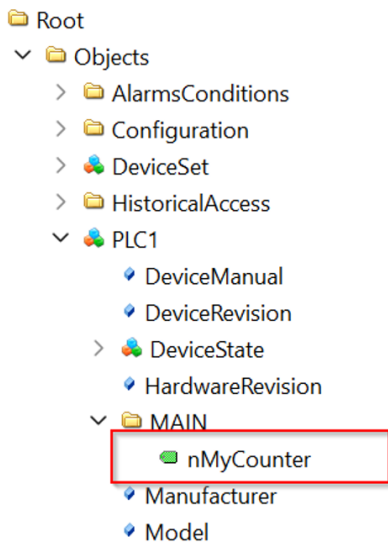 Root
Objects
AlarmsConditions
Configuration
DeviceSet
HistoricalAccess
PLC1
DeviceManual
DeviceRevision
DeviceState
HardwareRevision
MAIN
nMyCounter
Manufacturer
Model